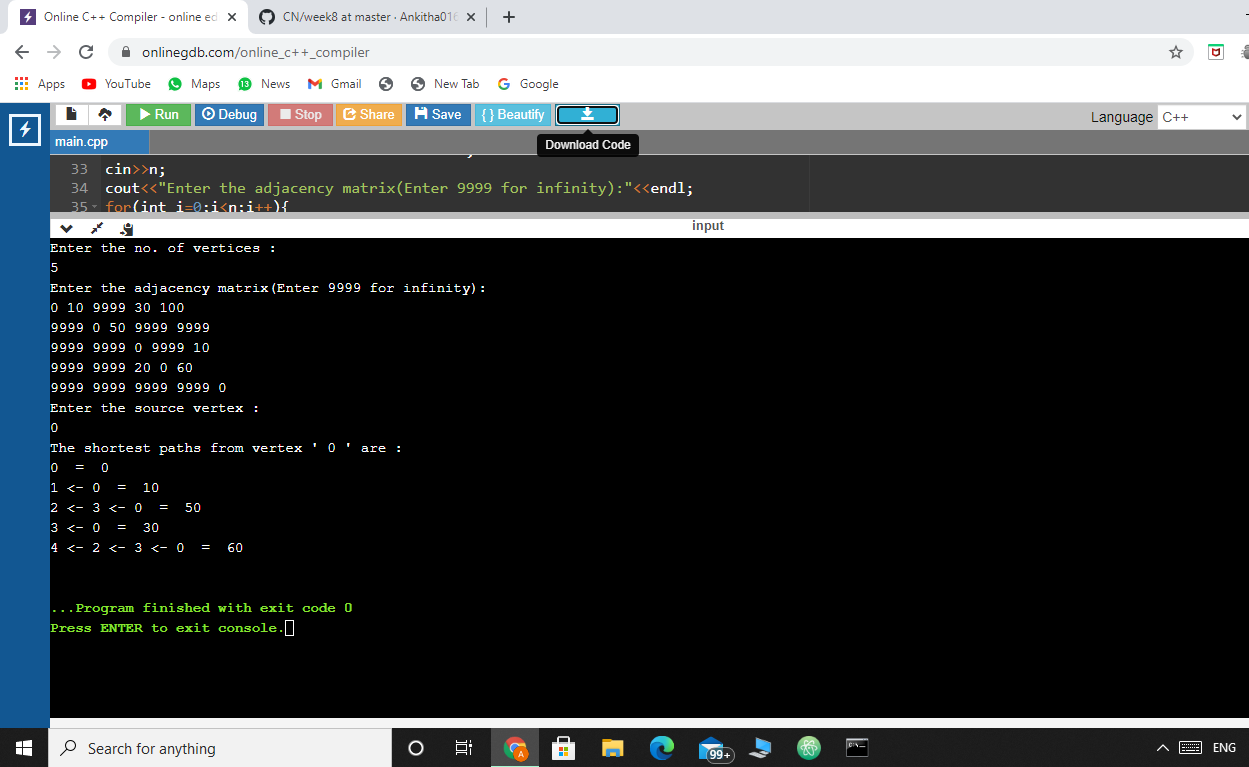 Online C++ Compiler - online ed
CN/week8 at master · Ankitha016
onlinegdb.com/online_c++_compiler
Apps YouTube Maps 13 News Gmail New Tab Google
Run Debug Stop Share Save { } Beautify
Language C++
main.cpp
Download Code
33 cin>>n;
34 cout<<"Enter the adjacency matrix(Enter 9999 for infinity):"<<endl;
35 for(int i=0;i<n;i++){
input
Enter the no. of vertices :
5
Enter the adjacency matrix(Enter 9999 for infinity):
0 10 9999 30 100
9999 0 50 9999 9999
9999 9999 0 9999 10
9999 9999 20 0 60
9999 9999 9999 9999 0
Enter the source vertex :
0
The shortest paths from vertex ' 0 ' are :
0 = 0
1 <- 0 = 10
2 <- 3 <- 0 = 50
3 <- 0 = 30
4 <- 2 <- 3 <- 0 = 60
...Program finished with exit code 0
Press ENTER to exit console.
Search for anything
A
99+
ENG